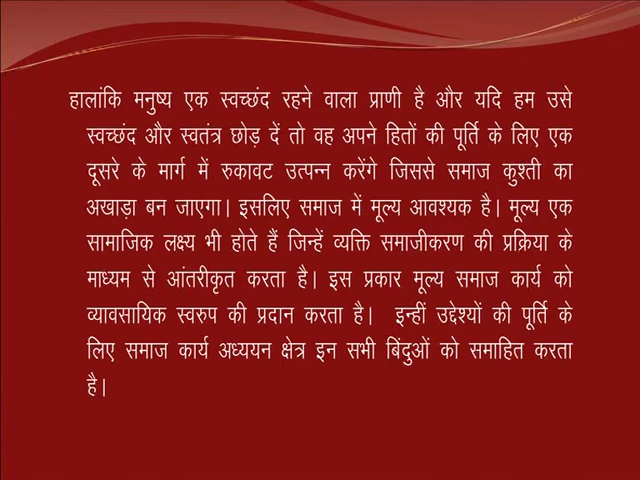 हालांकि मनुष्य एक स्वच्छंद रहने वाला प्राणी है और यदि हम उसे
स्वच्छंद और स्वतंत्र छोड़ दें तो वह अपने हितों की पूर्ति के लिए एक
दूसरे के मार्ग में रुकावट उत्पन्न करेंगे जिससे समाज कुश्ती का
अखाड़ा बन जाएगा। इसलिए समाज में मूल्य आवश्यक है। मूल्य एक
सामाजिक लक्ष्य भी होते हैं जिन्हें व्यक्ति समाजीकरण की प्रक्रिया के
माध्यम से आंतरीकृत करता है। इस प्रकार मूल्य समाज कार्य को
व्यावसायिक स्वरुप की प्रदान करता है। इन्हीं उद्देश्यों की पूर्ति के
लिए समाज कार्य अध्ययन क्षेत्र इन सभी बिंदुओं को समाहित करता
है।